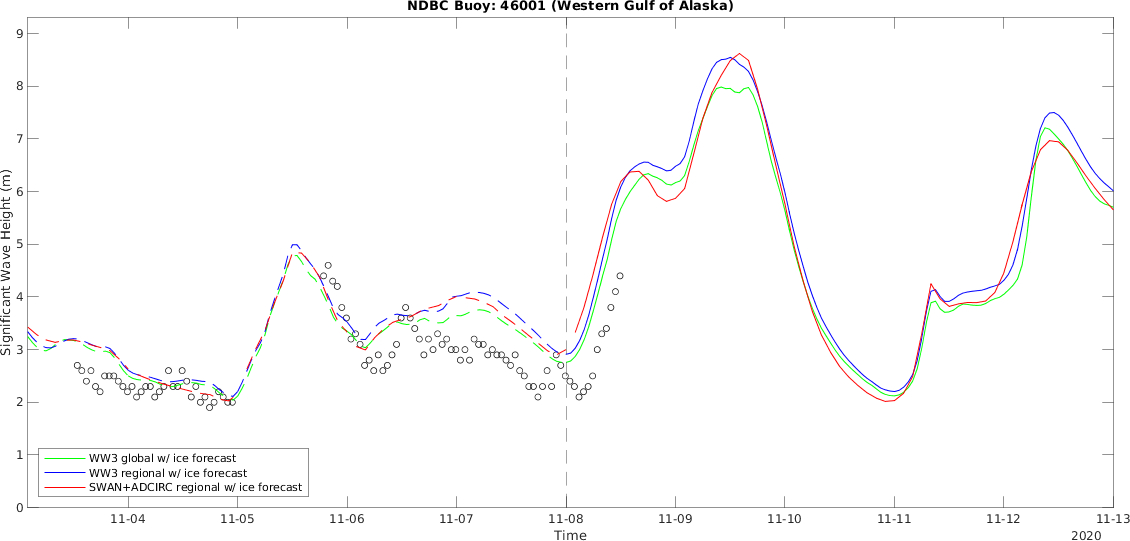 NDBC Buoy: 46001 (Western Gulf of Alaska)
9
8
7
6
5
4
3
2
1
0
Significant Wave Height (m)
WW3 global w/ ice forecast
WW3 regional w/ ice forecast
SWAN+ADCIRC regional w/ ice forecast
11-04 11-05 11-06 11-07 11-08 11-09 11-10 11-11 11-12 11-13
Time
2020